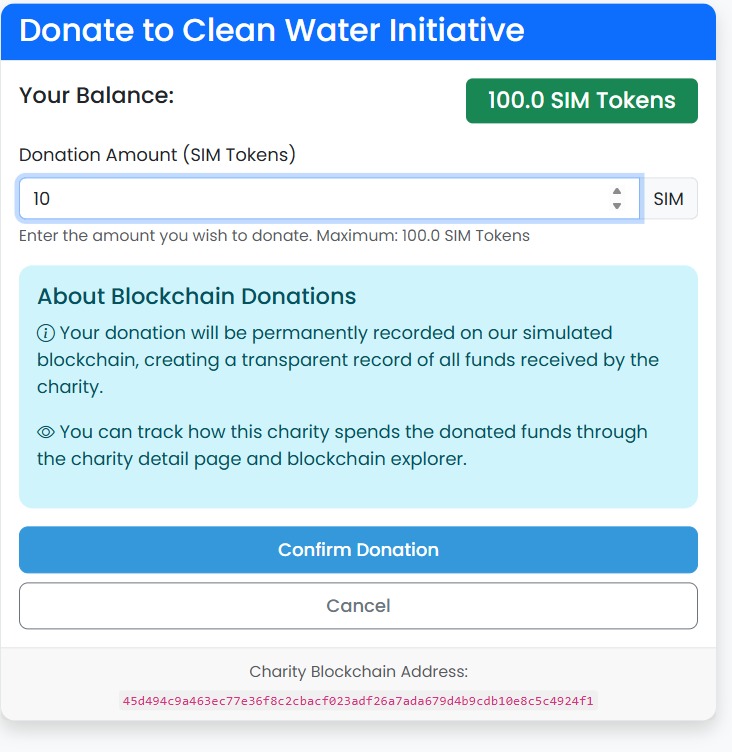 Donate to Clean Water Initiative
Your Balance:
100.0 SIM Tokens
Donation Amount (SIM Tokens)
10
SIM
Enter the amount you wish to donate. Maximum: 100.0 SIM Tokens
About Blockchain Donations
Your donation will be permanently recorded on our simulated
blockchain, creating a transparent record of all funds received by the
charity.
You can track how this charity spends the donated funds through
the charity detail page and blockchain explorer.
Confirm Donation
Cancel
Charity Blockchain Address:
45d494c9a463ec77e36f8c2cbacf023adf26a7ada679d4b9cdb10e8c5c4924f1